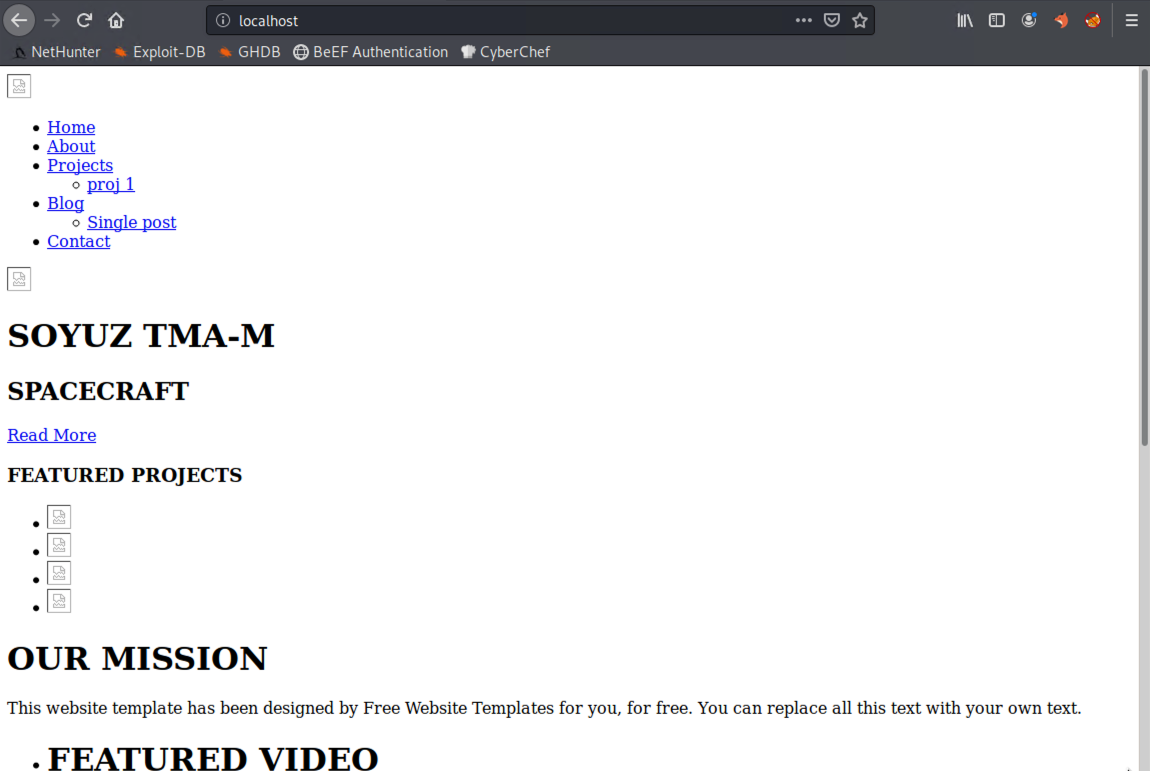 localhost
NetHunter Exploit-DB GHDB BeEF Authentication CyberChef
Home
About
Projects
proj 1
Blog
Single post
Contact
SOYUZ TMA-M
SPACECRAFT
Read More
FEATURED PROJECTS
OUR MISSION
This website template has been designed by Free Website Templates for you, for free. You can replace all this text with your own text.
FEATURED VIDEO